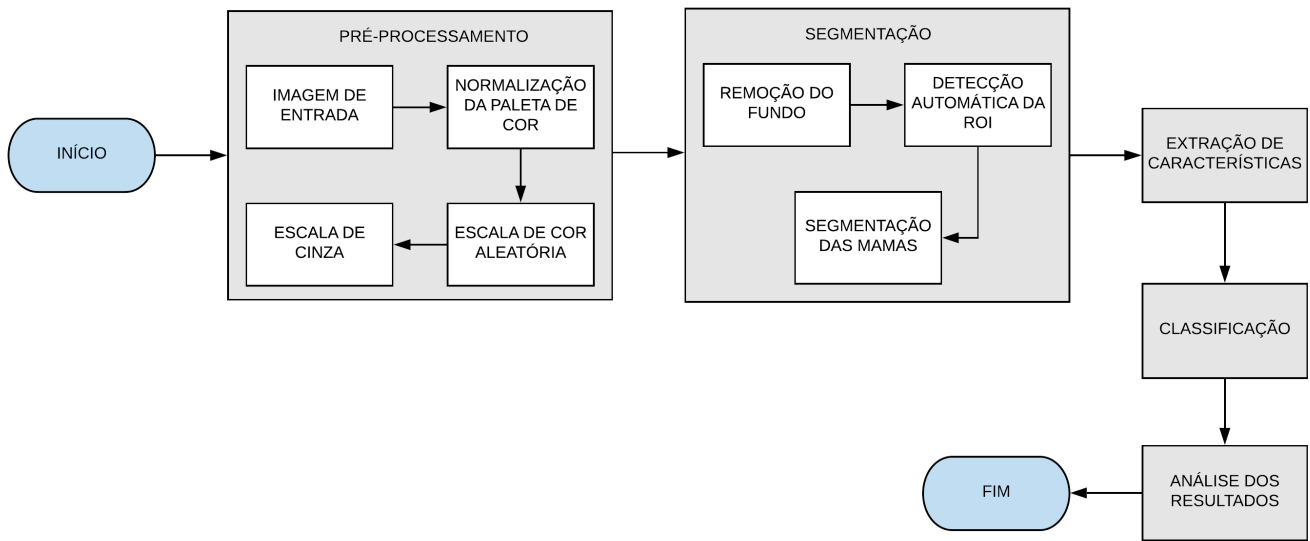 INÍCIO
PRÉ-PROCESSAMENTO
IMAGEM DE
ENTRADA
NORMALIZAÇÃO
DA PALETA DE
COR
ESCALA DE COR
ALEATÓRIA
ESCALA DE
CINZA
SEGMENTAÇÃO
REMOÇÃO DO
FUNDO
DETECÇÃO
AUTOMÁTICA DA
ROI
SEGMENTAÇÃO
DAS MAMAS
EXTRAÇÃO DE
CARACTERÍSTICAS
CLASSIFICAÇÃO
ANÁLISE DOS
RESULTADOS
FIM